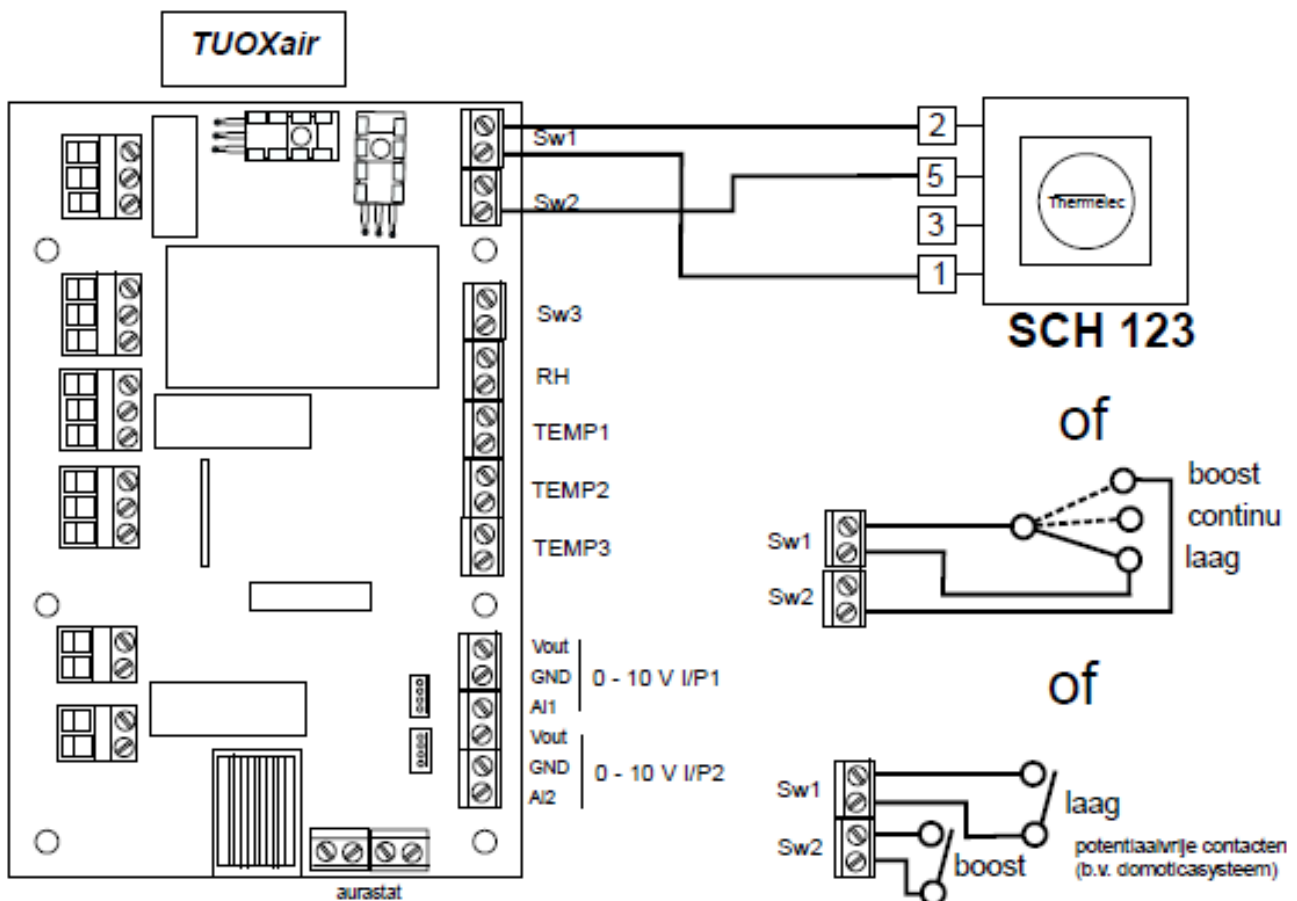 TUOXair
Sw1
Sw2
Sw3
RH
TEMP1
TEMP2
TEMP3
Vout
GND
AI1
0 - 10 V I/P1
Vout
GND
AI2
0 - 10 V I/P2
aurastat
2
5
3
1
Thermelec
SCH 123
of
boost
continu
laag
Sw1
Sw2
of
Sw1
Sw2
laag
boost
potentiaalvrije contacten
(b.v. domoticasysteem)